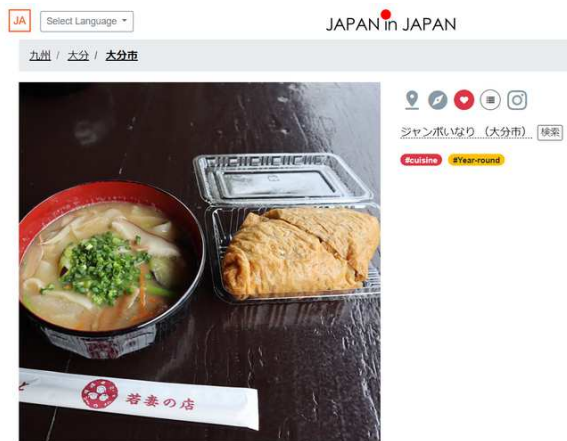 JA Select Language
JAPAN in JAPAN
九州 / 大分 / 大分市
ジャンボいなり （大分市） 検索
#cuisine #Year-round
若妻の店